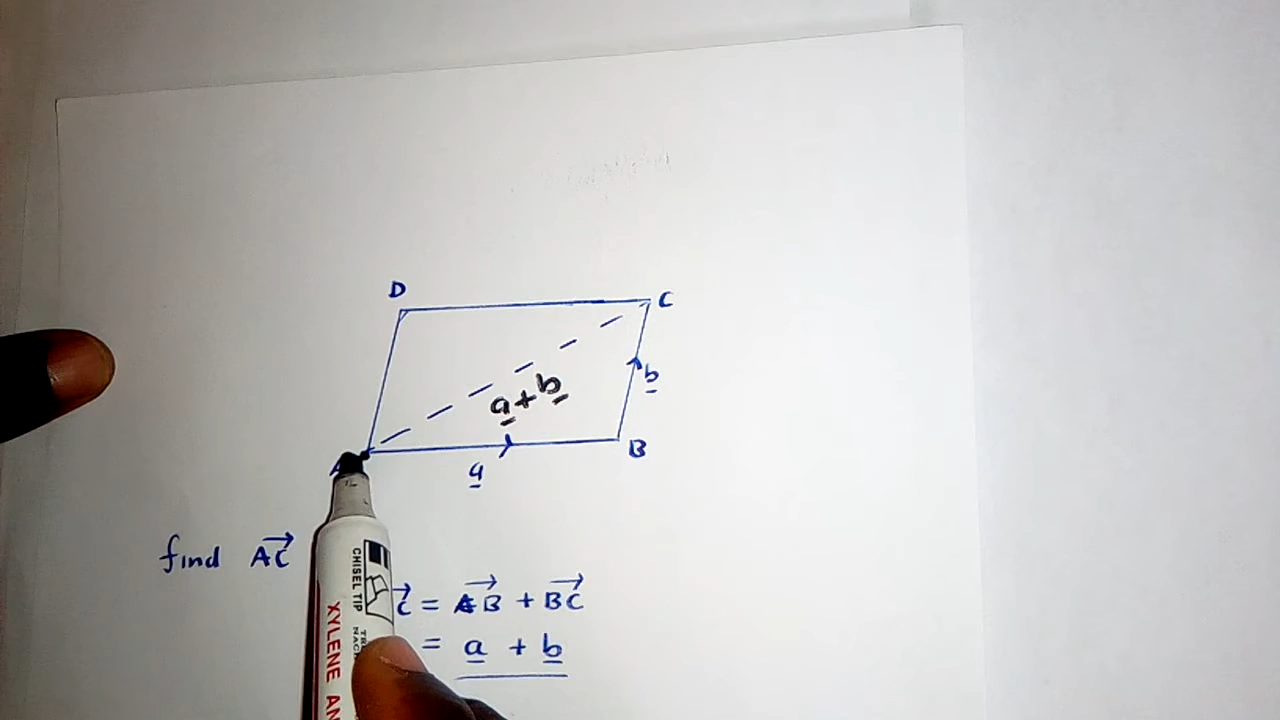 D
C
a + b
b
B
a
find AC
C = AB + BC
= a + b
CHISEL TIP
XYLENE